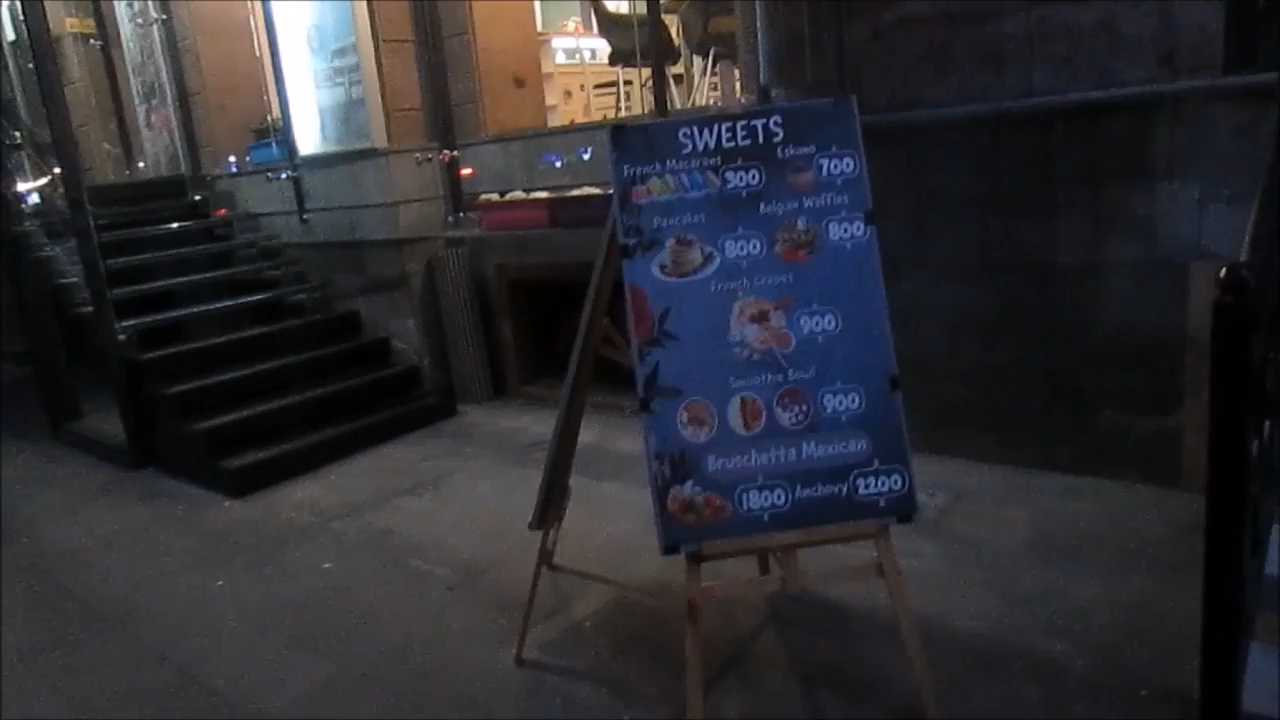 SWEETS
French Macarons 300
Eskimo 700
Pancakes 800
Belgian Waffles 800
French Crepes 900
Smoothie Bowl 900
Bruschetta Mexican
1800 Anchovy 2200